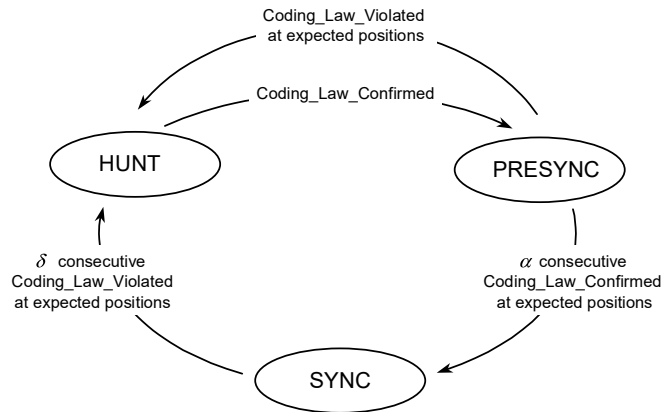 Coding_Law_Violated
at expected positions
Coding_Law_Confirmed
HUNT
PRESYNC
δ consecutive
Coding_Law_Violated
at expected positions
α consecutive
Coding_Law_Confirmed
at expected positions
SYNC